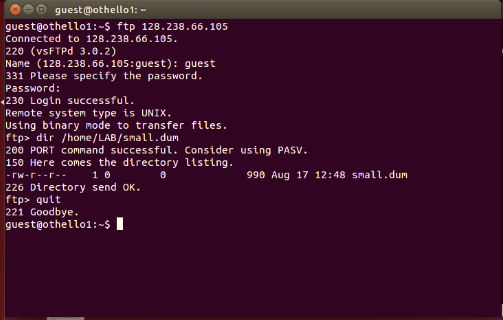 guest@othello1: ~
guest@othello1:~$ ftp 128.238.66.105
Connected to 128.238.66.105.
220 (vsFTPd 3.0.2)
Name (128.238.66.105:guest): guest
331 Please specify the password.
Password:
230 Login successful.
Remote system type is UNIX.
Using binary mode to transfer files.
ftp> dir /home/LAB/small.dum
200 PORT command successful. Consider using PASV.
150 Here comes the directory listing.
-rw-r--r--    1 0        0             990 Aug 17 12:48 small.dum
226 Directory send OK.
ftp> quit
221 Goodbye.
guest@othello1:~$